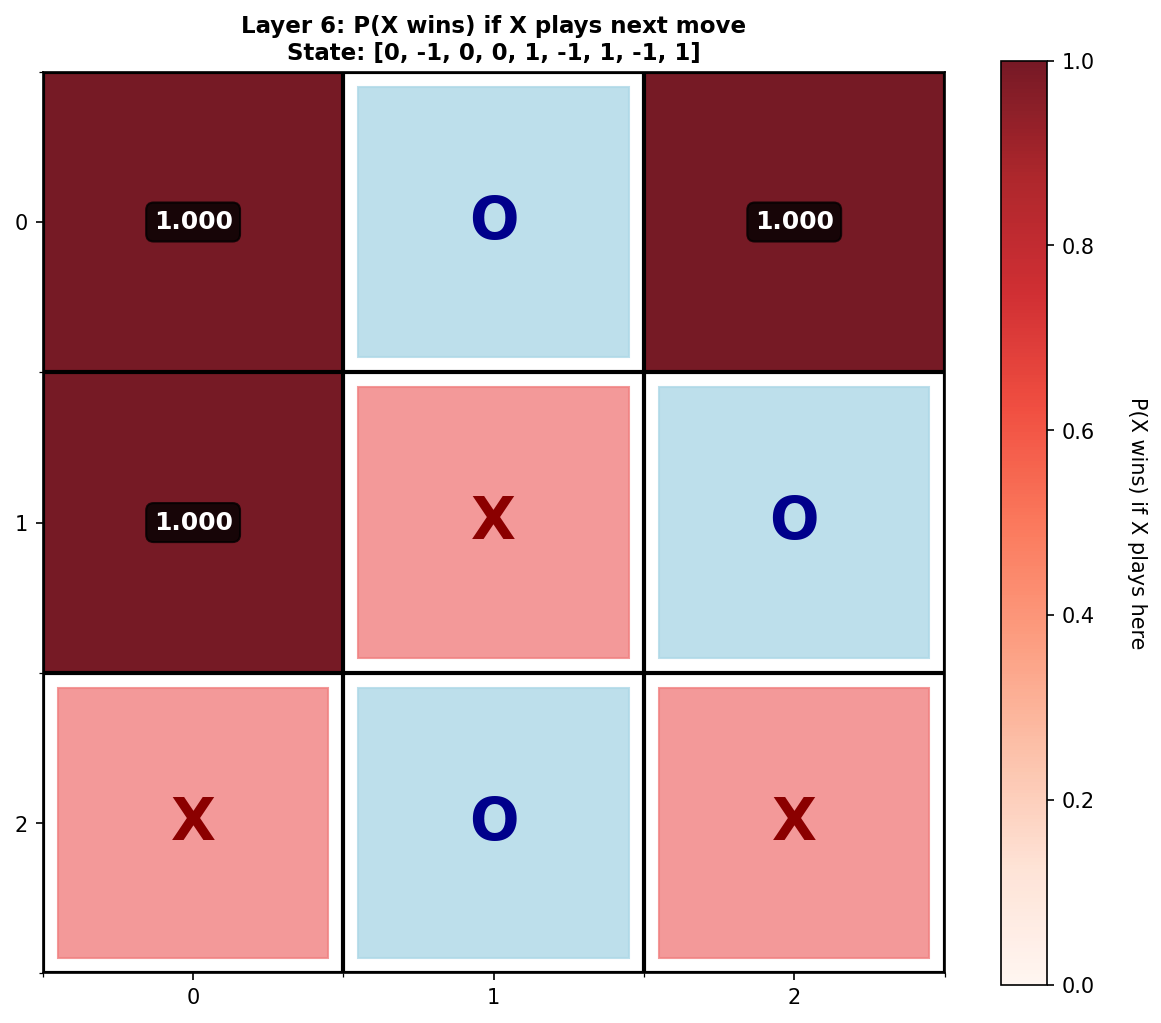 Layer 6: P(X wins) if X plays next move
State: [0, -1, 0, 0, 1, -1, 1, -1, 1]
0
1.000
O
1.000
1
1.000
X
O
2
X
O
X
0
1
2
1.0
0.8
0.6
0.4
0.2
0.0
P(X wins) if X plays here